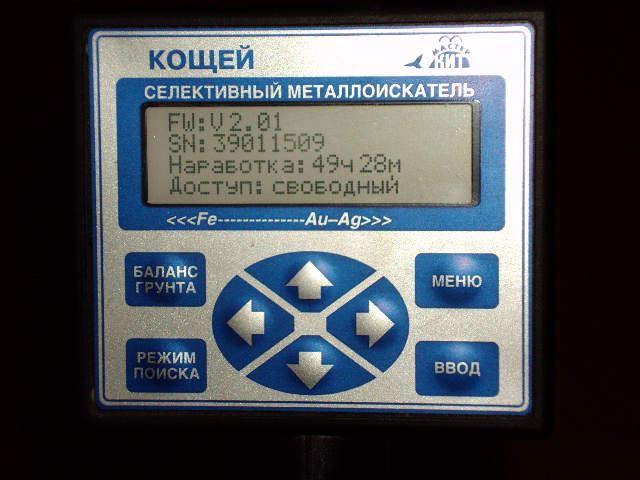 КОЩЕЙ
МАСТЕР
КИТ
СЕЛЕКТИВНЫЙ МЕТАЛЛОИСКАТЕЛЬ
FW:V2.01
SN:39011509
Наработка:49ч28м
Доступ: свободный
<<<Fe--------------Au–Ag>>>
БАЛАНС
ГРУНТА
МЕНЮ
РЕЖИМ
ПОИСКА
ВВОД